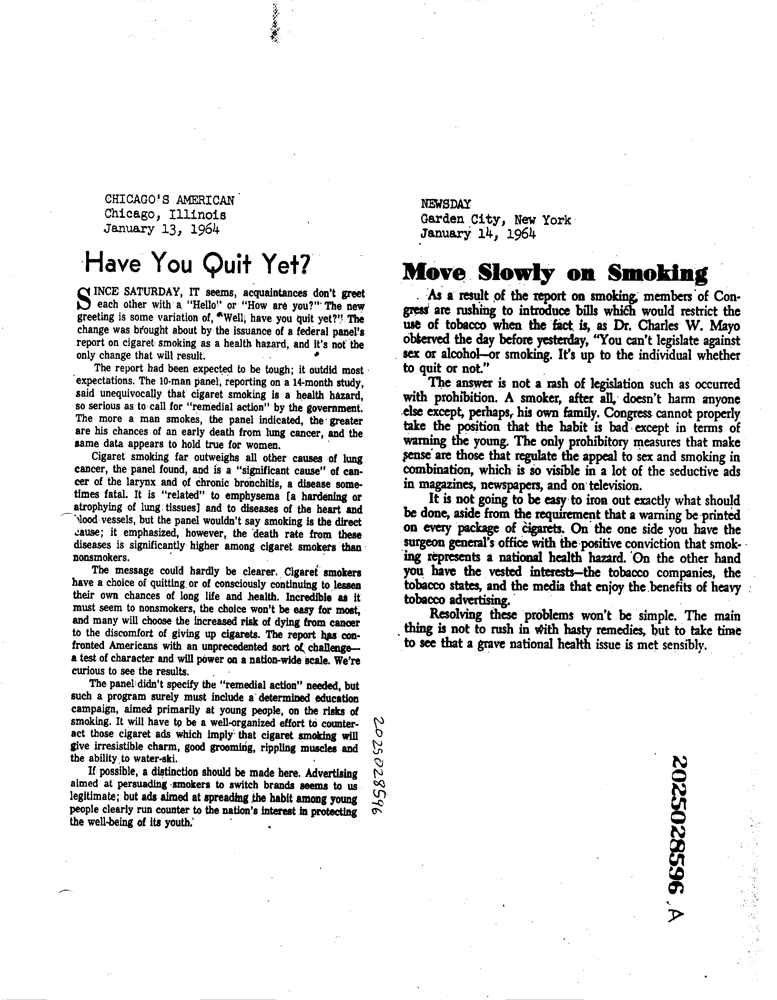 CHICAGO'S AMERICAN
Chicago, Illinois
January 13, 1964
Have You Quit Yet?
SINCE SATURDAY, IT seems, acquaintances don't greet
each other with a "Hello" or "How are you?" The new
greeting is some variation of, "Well, have you quit yet?" The
change was brought about by the issuance of a federal panel's
report on cigaret smoking as a health hazard, and it's not the
only change that will result.
The report had been expected to be tough; it outdid most
expectations. The 10-man panel, reporting on a 14-month study,
said unequivocally that cigaret smoking is a health hazard,
so serious as to call for "remedial action" by the government.
The more a man smokes, the panel indicated, the greater
are his chances of an early death from lung cancer, and the
same data appears to hold true for women.
Cigaret smoking far outweighs all other causes of lung
cancer, the panel found, and is a "significant cause" of can-
cer of the larynx and of chronic bronchitis, a disease some-
times fatal. It is "related" to emphysema [a hardening or
atrophying of lung tissues] and to diseases of the heart and
blood vessels, but the panel wouldn't say smoking is the direct
cause; it emphasized, however, the death rate from these
diseases is significantly higher among cigaret smokers than
nonsmokers.
The message could hardly be clearer. Cigaret smokers
have a choice of quitting or of consciously continuing to lessen
their own chances of long life and health. Incredible as it
must seem to nonsmokers, the choice won't be easy for most,
and many will choose the increased risk of dying from cancer
to the discomfort of giving up cigarets. The report has con-
fronted Americans with an unprecedented sort of challenge—
a test of character and will power on a nation-wide scale. We're
curious to see the results.
The panel didn't specify the "remedial action" needed, but
such a program surely must include a determined education
campaign, aimed primarily at young people, on the risks of
smoking. It will have to be a well-organized effort to counter-
act those cigaret ads which imply that cigaret smoking will
give irresistible charm, good grooming, rippling muscles and
the ability to water-ski.
If possible, a distinction should be made here. Advertising
aimed at persuading smokers to switch brands seems to us
legitimate; but ads aimed at spreading the habit among young
people clearly run counter to the nation's interest in protecting
the well-being of its youth.
2025028596
NEWSDAY
Garden City, New York
January 14, 1964
Move Slowly on Smoking
As a result of the report on smoking, members of Con-
gress are rushing to introduce bills which would restrict the
use of tobacco when the fact is, as Dr. Charles W. Mayo
observed the day before yesterday, "You can't legislate against
sex or alcohol—or smoking. It's up to the individual whether
to quit or not."
The answer is not a rash of legislation such as occurred
with prohibition. A smoker, after all, doesn't harm anyone
else except, perhaps, his own family. Congress cannot properly
take the position that the habit is bad except in terms of
warning the young. The only prohibitory measures that make
sense are those that regulate the appeal to sex and smoking in
combination, which is so visible in a lot of the seductive ads
in magazines, newspapers, and on television.
It is not going to be easy to iron out exactly what should
be done, aside from the requirement that a warning be printed
on every package of cigarets. On the one side you have the
surgeon general's office with the positive conviction that smok-
ing represents a national health hazard. On the other hand
you have the vested interests—the tobacco companies, the
tobacco states, and the media that enjoy the benefits of heavy
tobacco advertising.
Resolving these problems won't be simple. The main
thing is not to rush in with hasty remedies, but to take time
to see that a grave national health issue is met sensibly.
2025028596 A